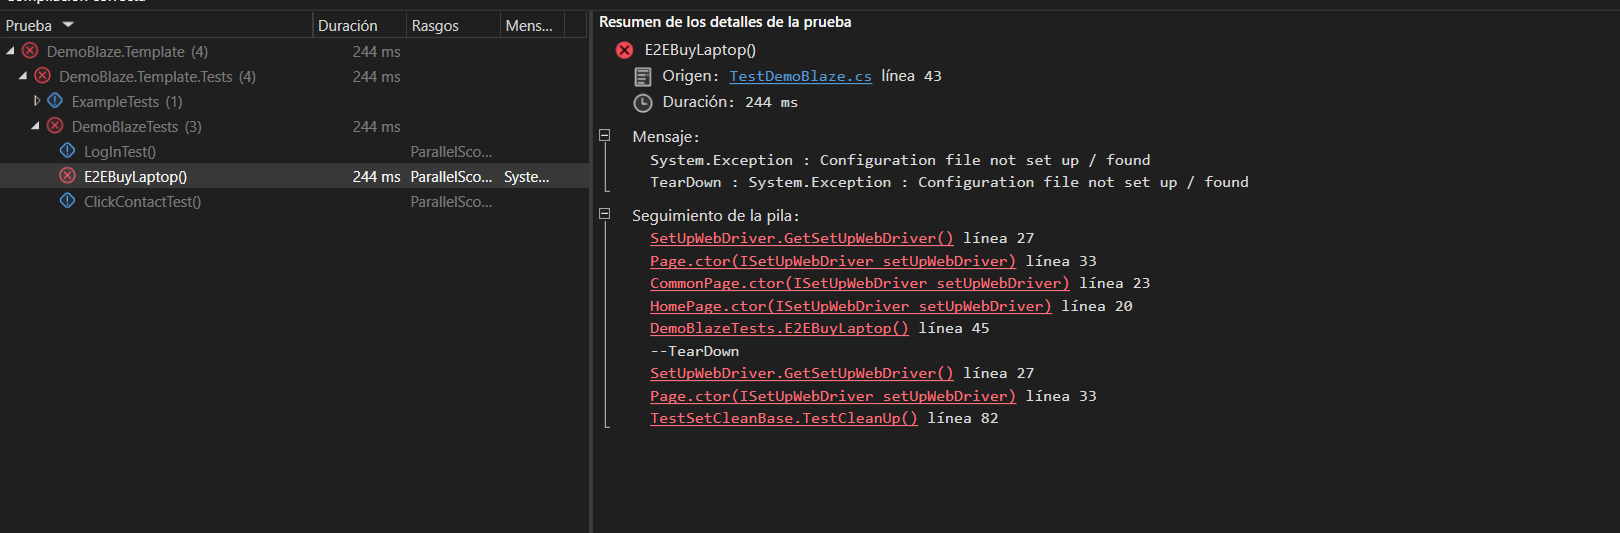 Compilación correcta
Prueba Duración Rasgos Mens...
DemoBlaze.Template (4) 244 ms
DemoBlaze.Template.Tests (4) 244 ms
ExampleTests (1)
DemoBlazeTests (3) 244 ms
LogInTest() ParallelSco...
E2EBuyLaptop() 244 ms ParallelSco... Syste...
ClickContactTest() ParallelSco...
Resumen de los detalles de la prueba
E2EBuyLaptop()
Origen: TestDemoBlaze.cs línea 43
Duración: 244 ms
Mensaje:
System.Exception : Configuration file not set up / found
TearDown : System.Exception : Configuration file not set up / found
Seguimiento de la pila:
SetUpWebDriver.GetSetUpWebDriver() línea 27
Page.ctor(ISetUpWebDriver setUpWebDriver) línea 33
CommonPage.ctor(ISetUpWebDriver setUpWebDriver) línea 23
HomePage.ctor(ISetUpWebDriver setUpWebDriver) línea 20
DemoBlazeTests.E2EBuyLaptop() línea 45
--TearDown
SetUpWebDriver.GetSetUpWebDriver() línea 27
Page.ctor(ISetUpWebDriver setUpWebDriver) línea 33
TestSetCleanBase.TestCleanUp() línea 82